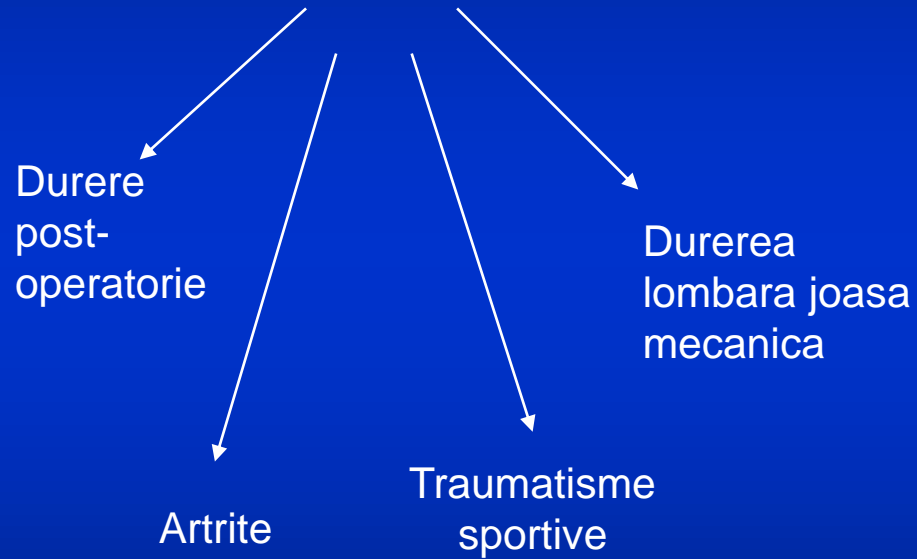 Durere
post-
operatorie
Durerea
lombara joasa
mecanica
Artrite
Traumatisme
sportive